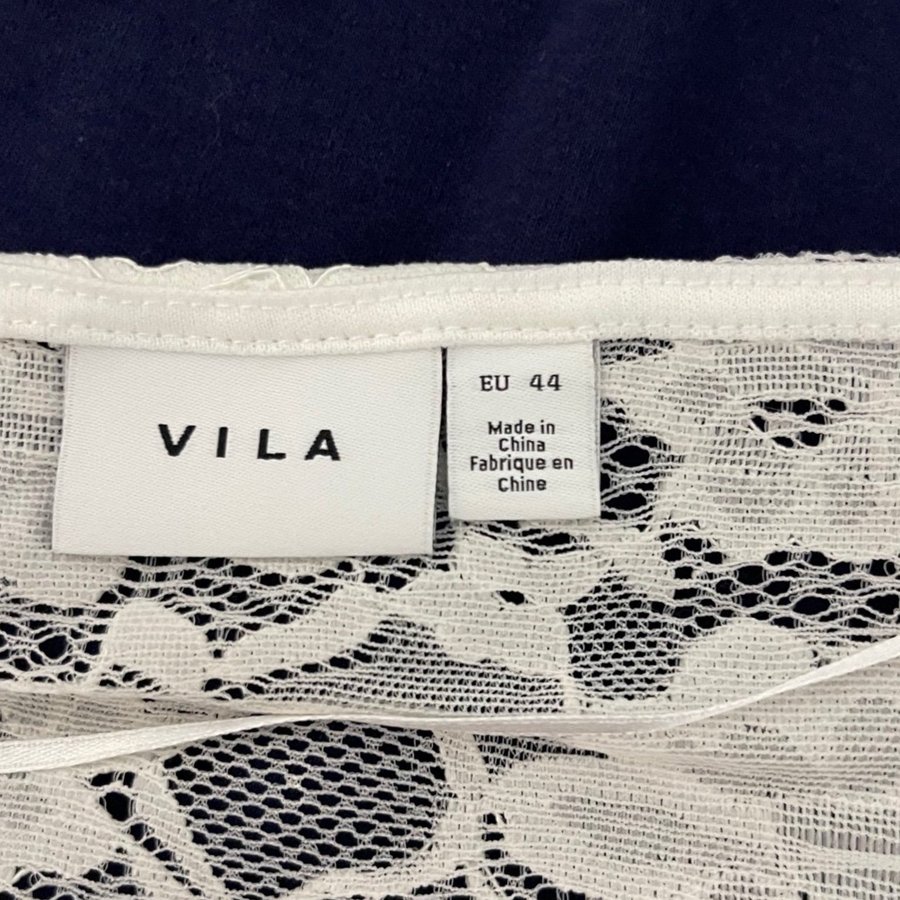 VILA
EU 44
Made in
China
Fabrique en
Chine